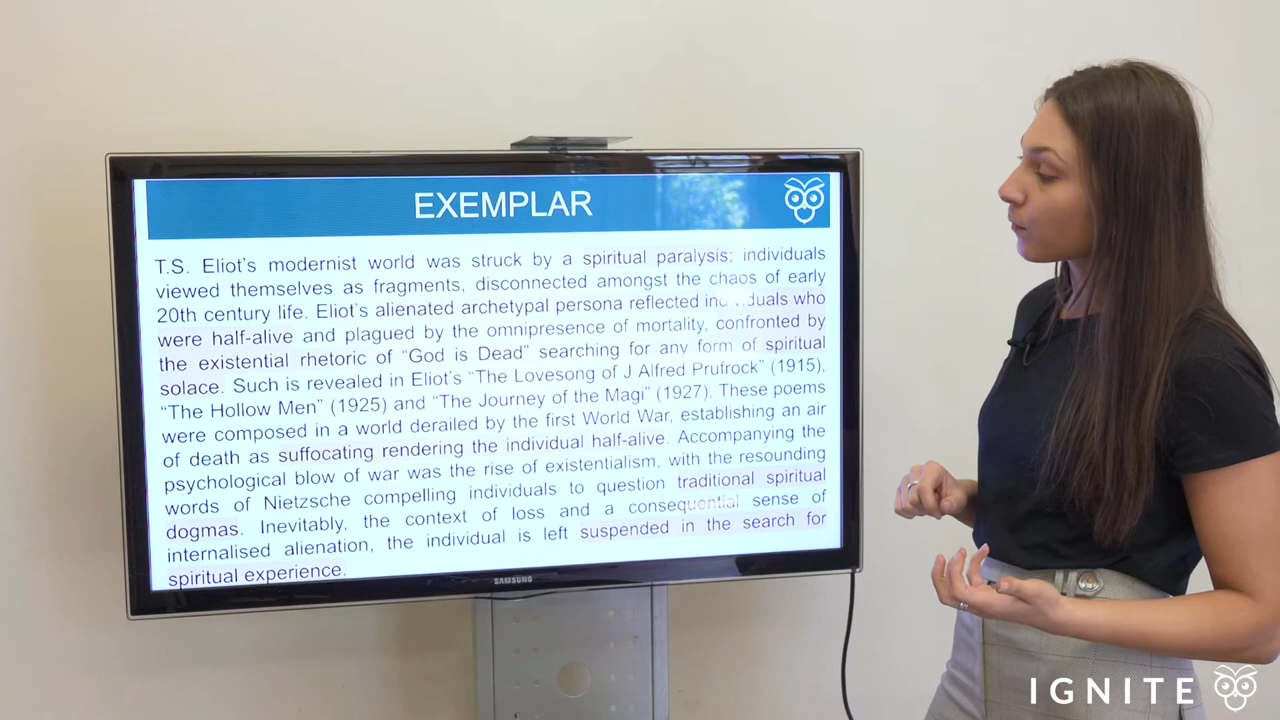 EXEMPLAR
T.S. Eliot's modernist world was struck by a spiritual paralysis; individuals
viewed themselves as fragments, disconnected amongst the chaos of early
20th century life. Eliot's alienated archetypal persona reflected individuals who
were half-alive and plagued by the omnipresence of mortality, confronted by
the existential rhetoric of “God is Dead” searching for any form of spiritual
solace. Such is revealed in Eliot's “The Lovesong of J Alfred Prufrock” (1915),
“The Hollow Men” (1925) and “The Journey of the Magi” (1927). These poems
were composed in a world derailed by the first World War, establishing an air
of death as suffocating rendering the individual half-alive. Accompanying the
psychological blow of war was the rise of existentialism, with the resounding
words of Nietzsche compelling individuals to question traditional spiritual
dogmas. Inevitably, the context of loss and a consequential sense of
internalised alienation, the individual is left suspended in the search for
spiritual experience.
SAMSUNG
IGNITE